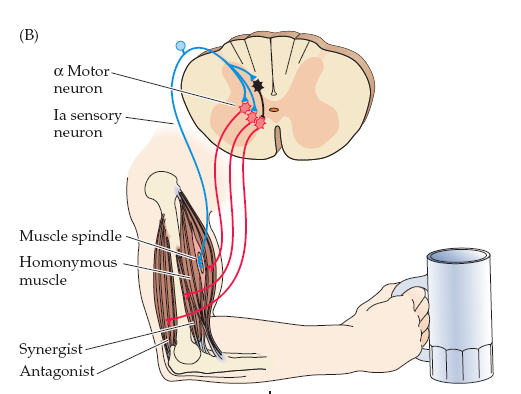 (B)
α Motor
neuron
Ia sensory
neuron
Muscle spindle
Homonymous
muscle
Synergist
Antagonist